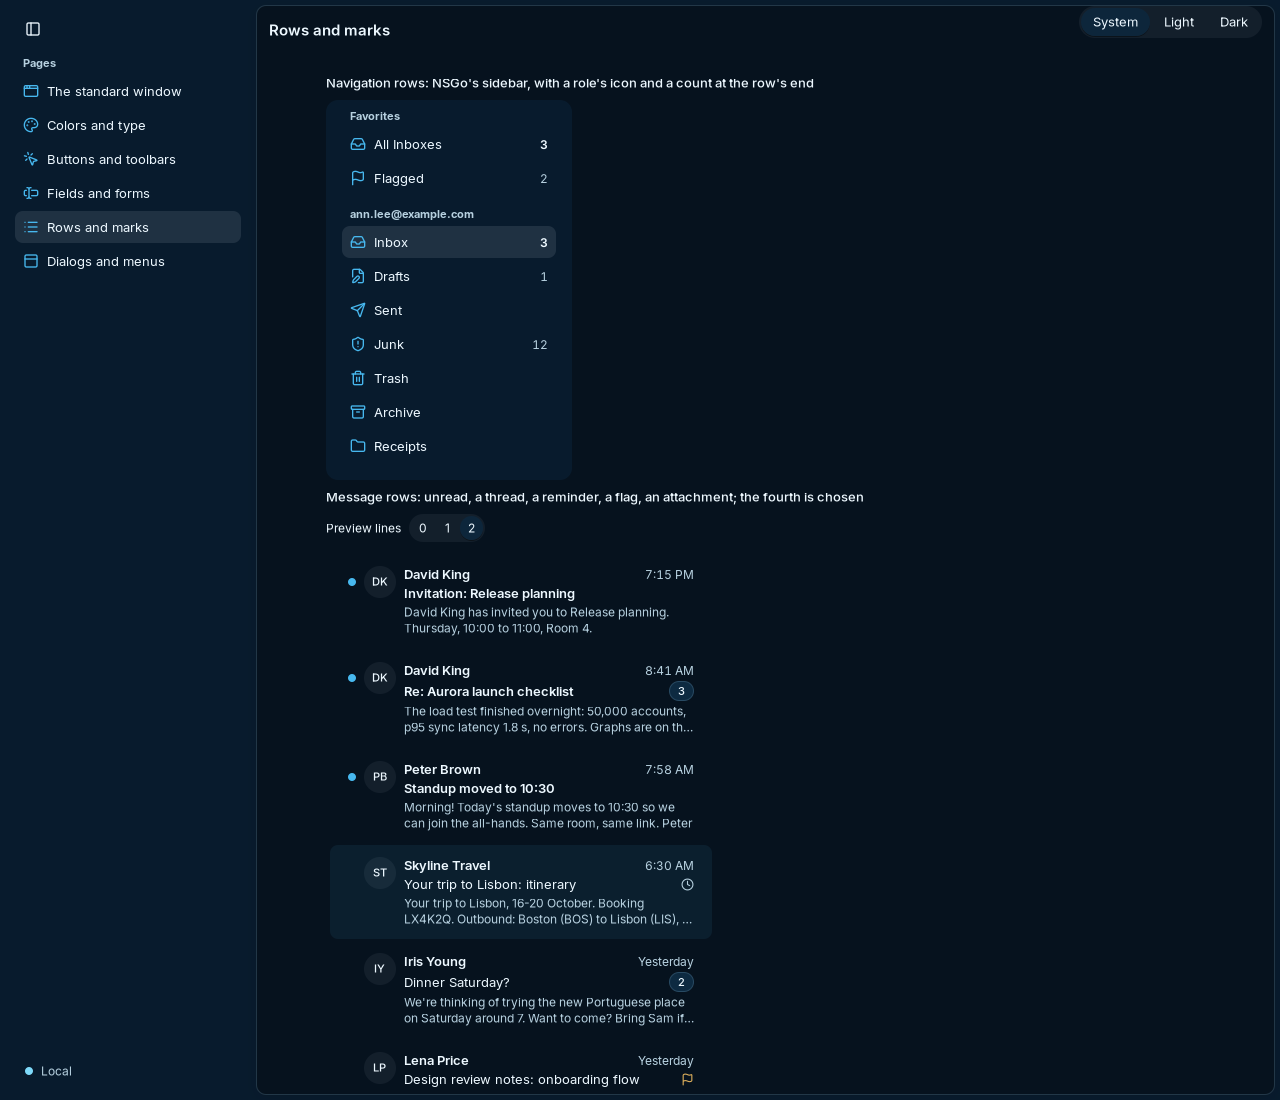 Rows and marks
System
Light
Dark
Pages
The standard window
Colors and type
Buttons and toolbars
Fields and forms
Rows and marks
Dialogs and menus
Local
Navigation rows: NSGo's sidebar, with a role's icon and a count at the row's end
Favorites
All Inboxes 3
Flagged 2
ann.lee@example.com
Inbox 3
Drafts 1
Sent
Junk 12
Trash
Archive
Receipts
Message rows: unread, a thread, a reminder, a flag, an attachment; the fourth is chosen
Preview lines 0 1 2
DK David King 7:15 PM
Invitation: Release planning
David King has invited you to Release planning.
Thursday, 10:00 to 11:00, Room 4.
DK David King 8:41 AM
Re: Aurora launch checklist 3
The load test finished overnight: 50,000 accounts,
p95 sync latency 1.8 s, no errors. Graphs are on th…
PB Peter Brown 7:58 AM
Standup moved to 10:30
Morning! Today's standup moves to 10:30 so we
can join the all-hands. Same room, same link. Peter
ST Skyline Travel 6:30 AM
Your trip to Lisbon: itinerary
Your trip to Lisbon, 16-20 October. Booking
LX4K2Q. Outbound: Boston (BOS) to Lisbon (LIS), …
IY Iris Young Yesterday
Dinner Saturday? 2
We're thinking of trying the new Portuguese place
on Saturday around 7. Want to come? Bring Sam if…
LP Lena Price Yesterday
Design review notes: onboarding flow